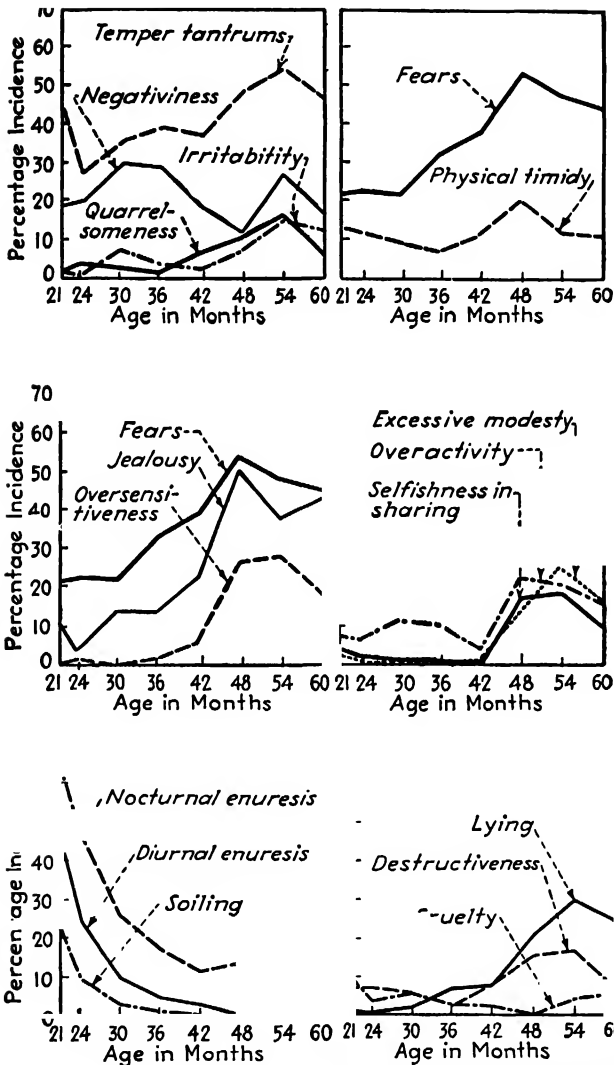 70
60
50
40
30
20
10
0
Percentage Incidence
Temper tantrums
Negativiness
Irritabitity
Quarrel-
someness
21 24 30 36 42 48 54 60
Age in Months
Fears
Physical timidy
21 24 30 36 42 48 54 60
Age in Months
70
60
50
40
30
20
10
0
Percentage Incidence
Fears
Jealousy
Oversensi-
tiveness
21 24 30 36 42 48 54 60
Age in Months
Excessive modesty
Overactivity
Selfishness in
sharing
21 24 30 36 42 48 54 60
Age in Months
40
30
20
10
Nocturnal enuresis
Diurnal enuresis
Soiling
21 24 30 36 42 48 54 60
Age in Months
Lying
Destructiveness
21 24 30 36 42 48 54 6
Age in Months